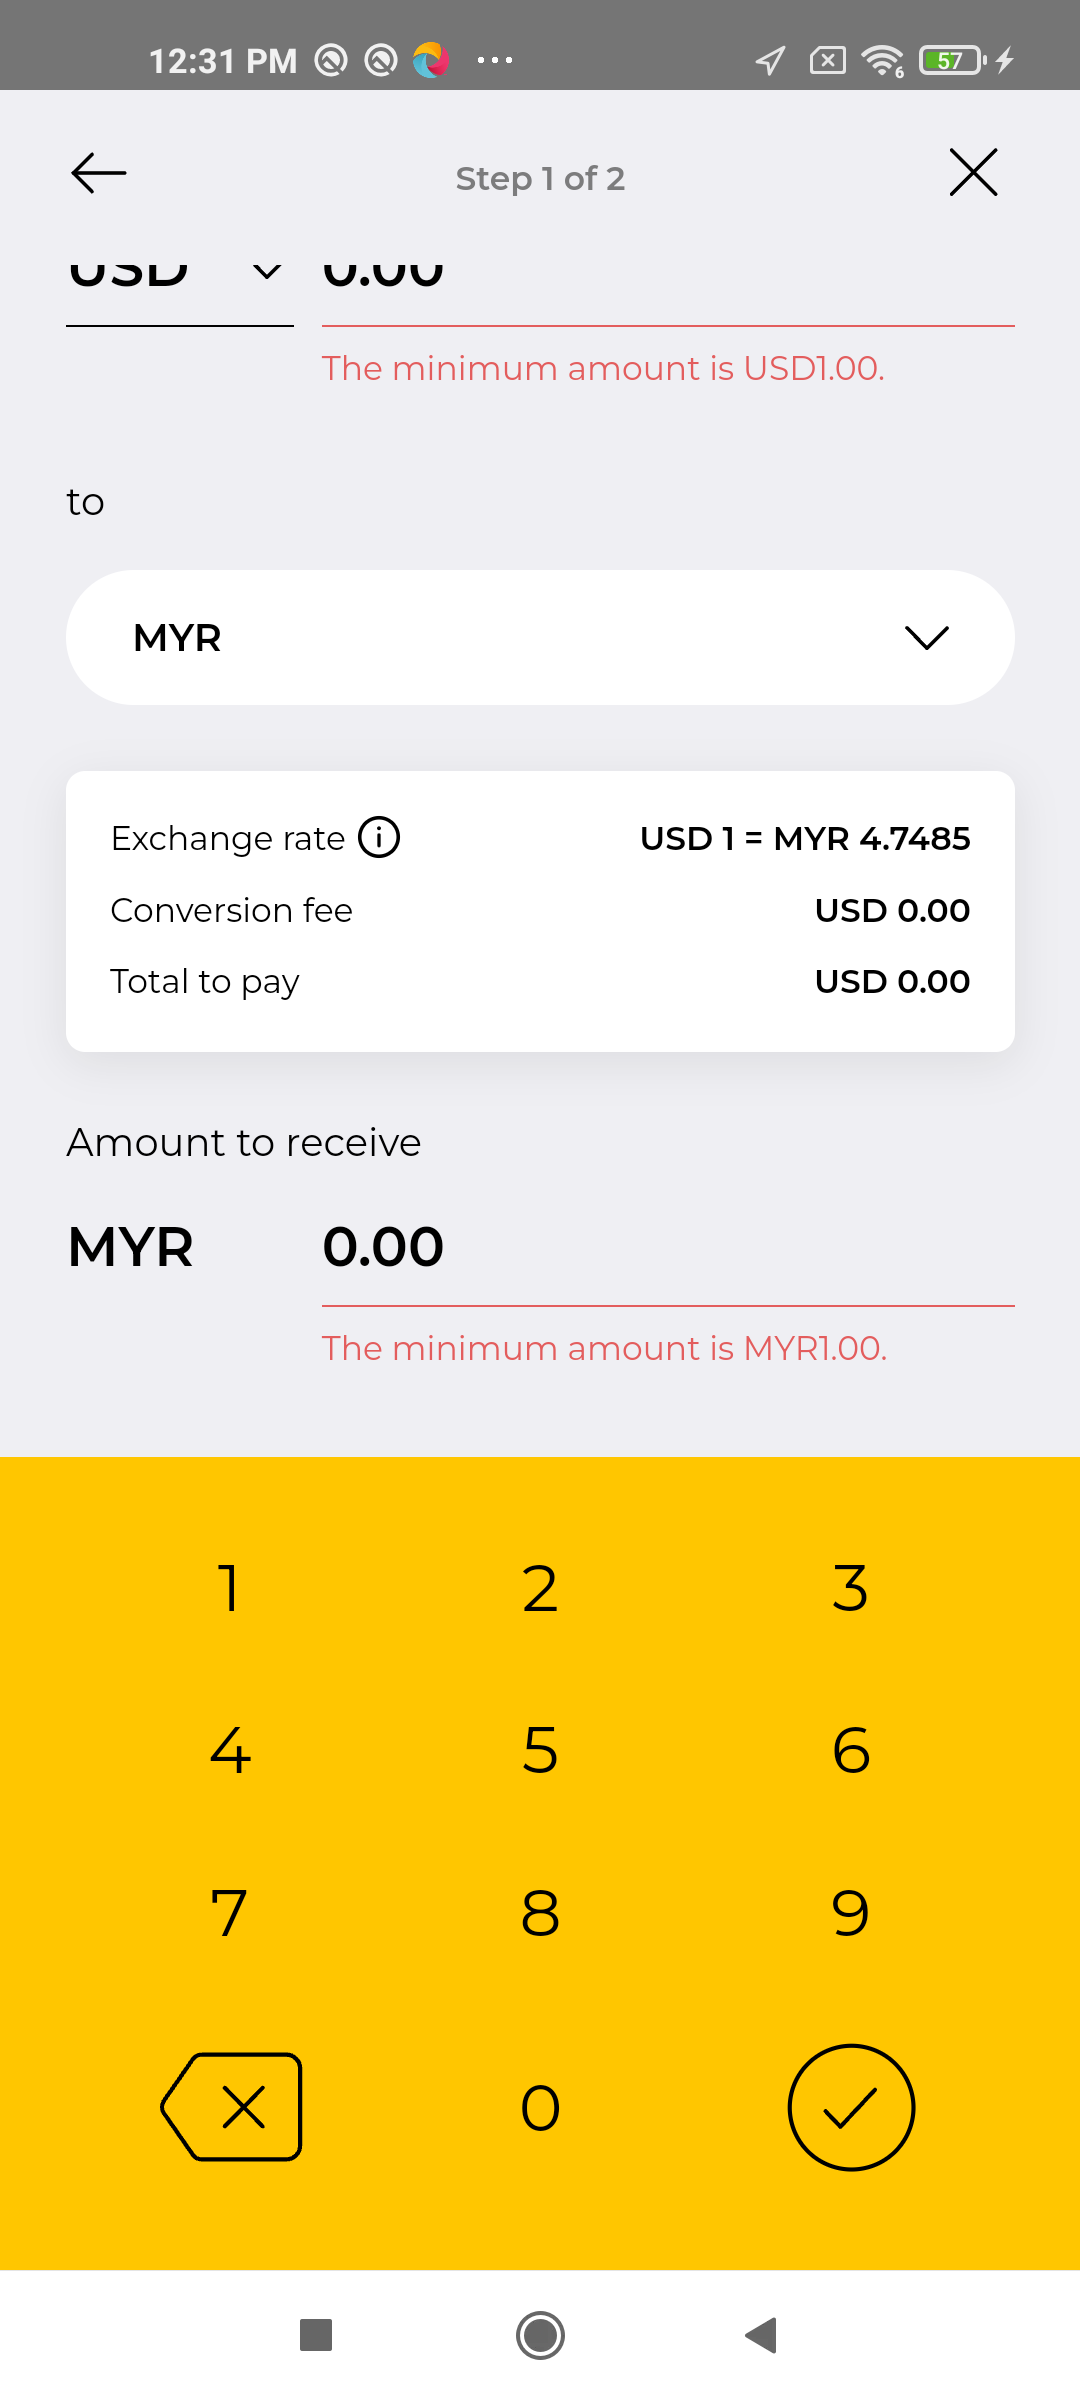 12:31 PM
6
57
Step 1 of 2
USD 0.00
The minimum amount is USD1.00.
to
MYR
Exchange rate USD 1 = MYR 4.7485
Conversion fee USD 0.00
Total to pay USD 0.00
Amount to receive
MYR 0.00
The minimum amount is MYR1.00.
1 2 3
4 5 6
7 8 9
0